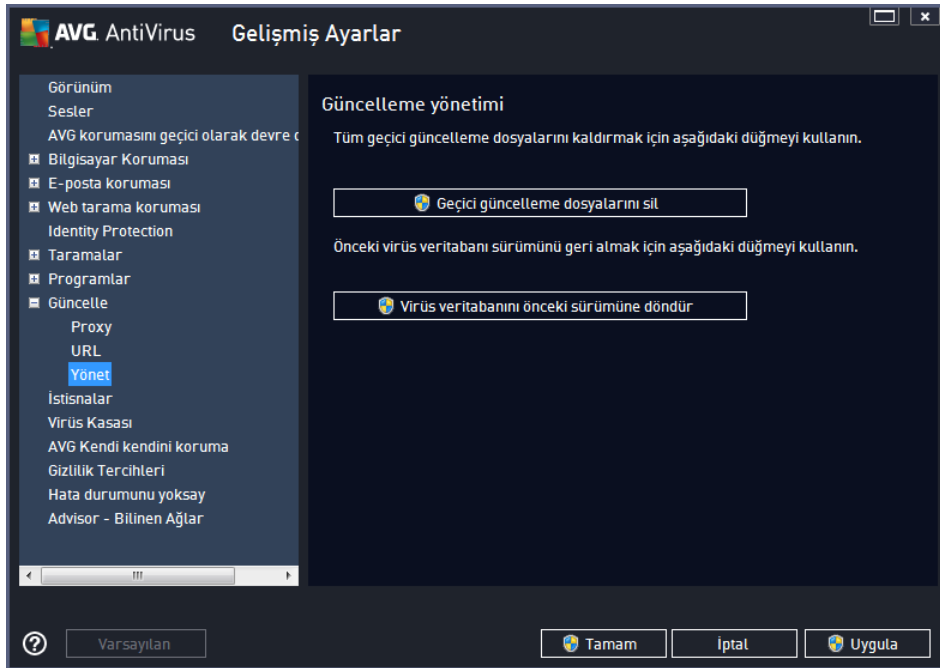 AVG. AntiVirus Gelişmiş Ayarlar
Görünüm
Sesler
AVG korumasını geçici olarak devre
Bilgisayar Koruması
E-posta koruması
Web tarama koruması
Identity Protection
Taramalar
Programlar
Güncelle
Proxy
URL
Yönet
İstisnalar
Virüs Kasası
AVG Kendi kendini koruma
Gizlilik Tercihleri
Hata durumunu yoksay
Advisor - Bilinen Ağlar
Güncelleme yönetimi
Tüm geçici güncelleme dosyalarını kaldırmak için aşağıdaki düğmeyi kullanın.
Geçici güncelleme dosyalarını sil
Önceki virüs veritabanı sürümünü geri almak için aşağıdaki düğmeyi kullanın.
Virüs veritabanını önceki sürümüne döndür
Varsayılan
Tamam
İptal
Uygula